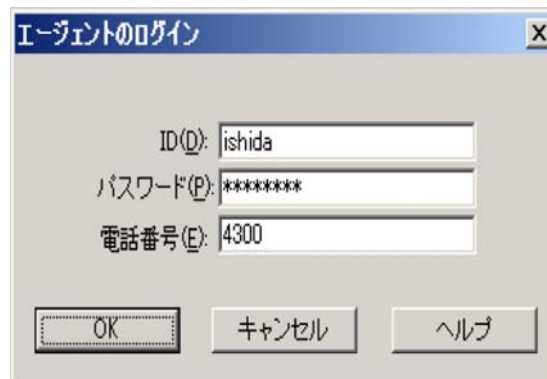 エージェントのログイン
ID(D): ishida
パスワード(P): ********
電話番号(E): 4300
OK キャンセル ヘルプ